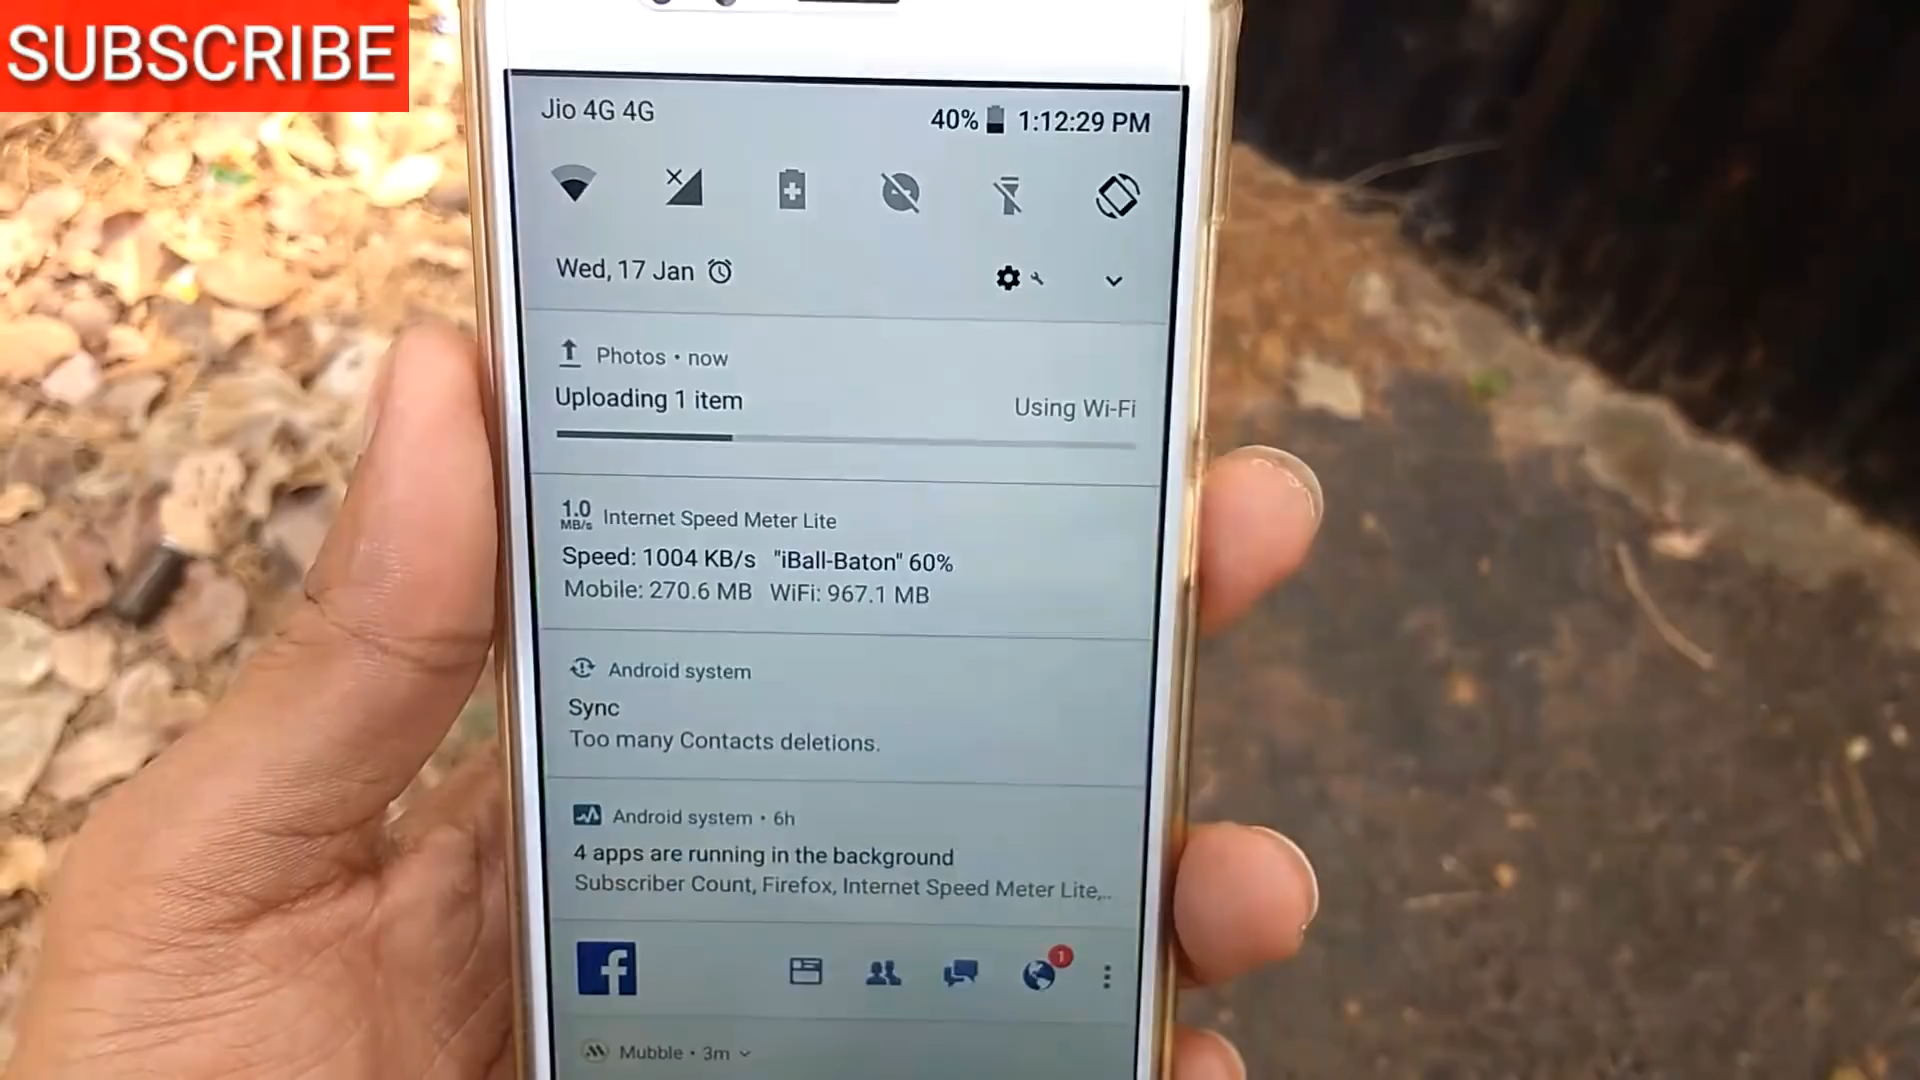 SUBSCRIBE
Jio 4G 4G
40% 1:12:29 PM
Wed, 17 Jan
Photos • now
Uploading 1 item
Using Wi-Fi
1.0 MB/s Internet Speed Meter Lite
Speed: 1004 KB/s "iBall-Baton" 60%
Mobile: 270.6 MB WiFi: 967.1 MB
Android system
Sync
Too many Contacts deletions.
Android system • 6h
4 apps are running in the background
Subscriber Count, Firefox, Internet Speed Meter Lite,..
f
1
Mubble • 3m